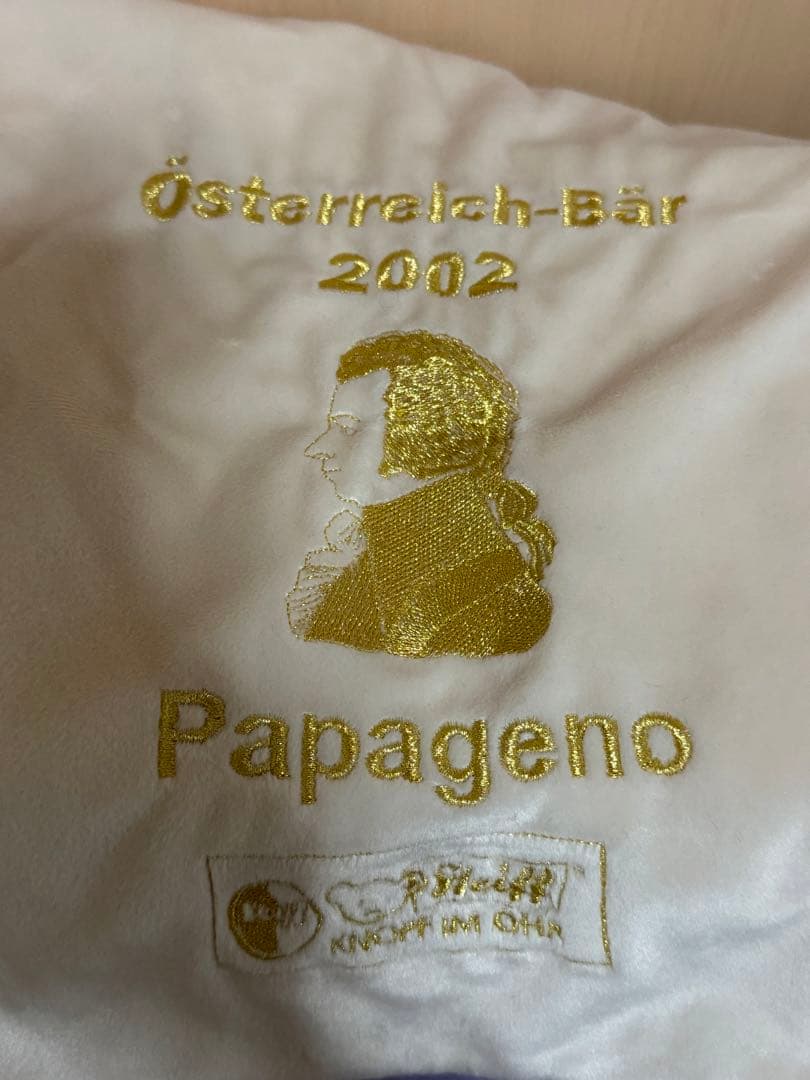 Österreich-Bär
2002
Papageno
Steiff
KNOPF IM OHR